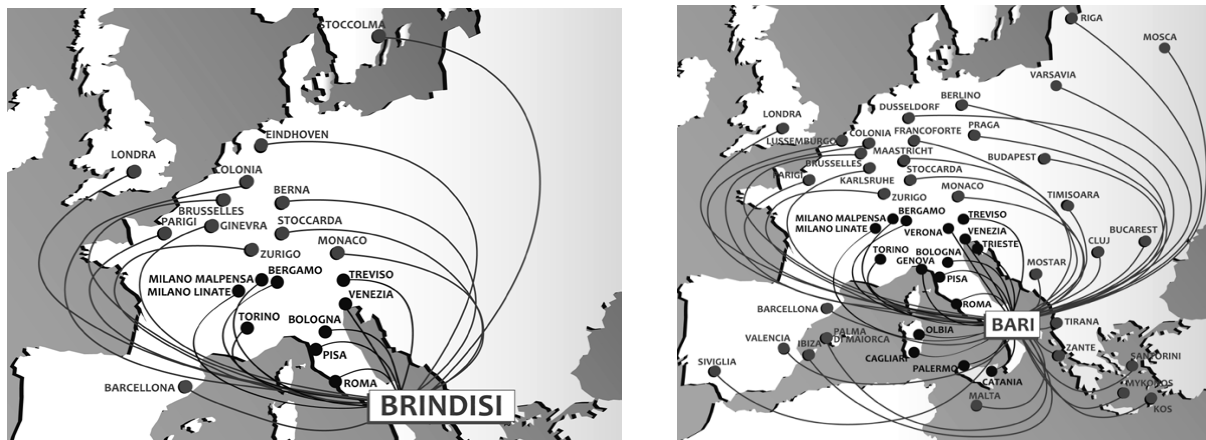 STOCCOLMA
EINDHOVEN
LONDRA
COLONIA
BERNA
BRUSSELLES
PARIGI
GINEVRA
STOCCARDA
ZURIGO
MONACO
MILANO MALPENSA
BERGAMO
TREVISO
MILANO LINATE
VENEZIA
TORINO
BOLOGNA
PISA
ROMA
BARCELLONA
BRINDISI
RIGA
MOSCA
VARSAVIA
BERLINO
DUSSELDORF
LONDRA
LUSSEMBURGO
COLONIA
FRANCOFORTE
PRAGA
MAASTRICHT
BRUSSELLES
BUDAPEST
PARIGI
KARLSRUHE
STOCCARDA
ZURIGO
MONACO
TIMISOARA
MILANO MALPENSA
BERGAMO
TREVISO
MILANO LINATE
VERONA
VENEZIA
TRIESTE
BUCAREST
CLUJ
TORINO
BOLOGNA
GENOVA
PISA
MOSTAR
ROMA
BARCELLONA
BARI
TIRANA
OLBIA
PALMA
DI MAIORCA
VALENCIA
IBIZA
ZANTE
SANTORINI
CAGLIARI
SIVIGLIA
PALERMO
CATANIA
MYKONOS
MALTA
KOS